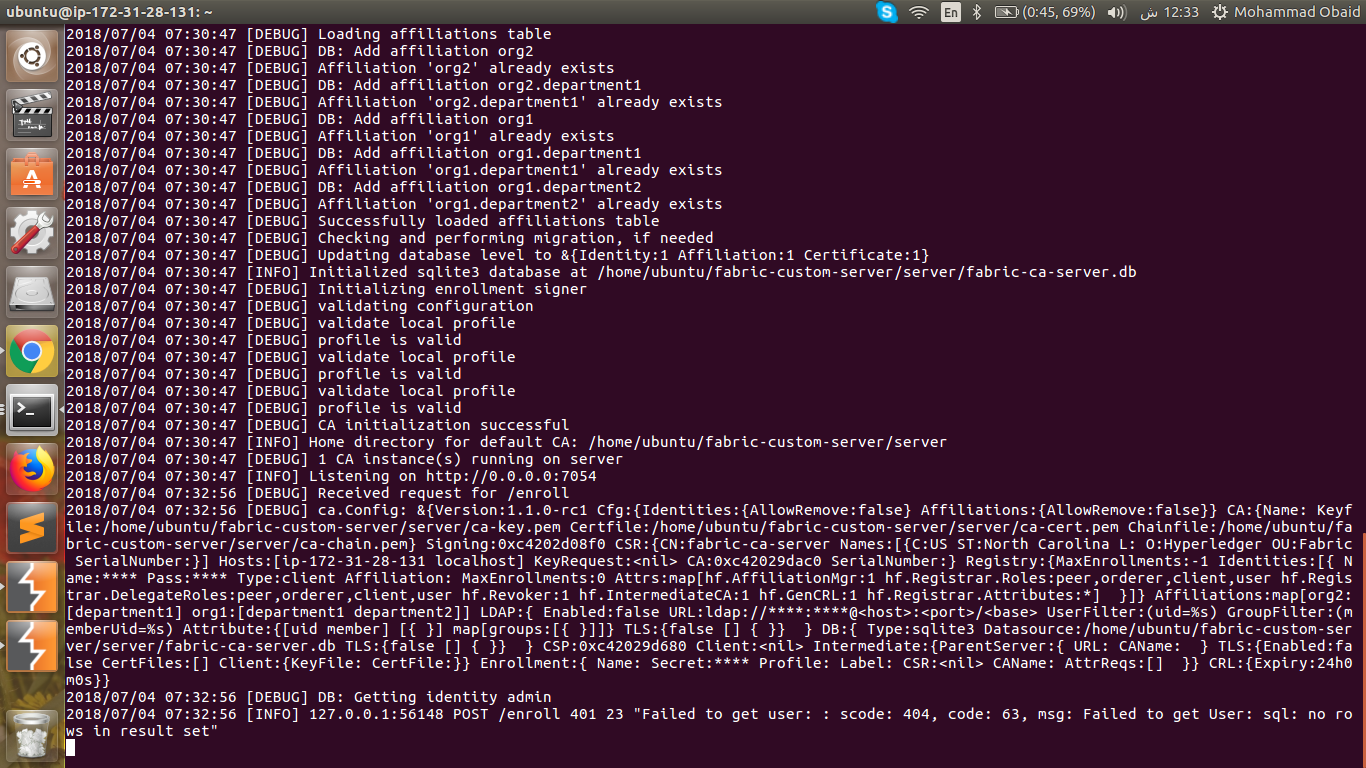 ubuntu@ip-172-31-28-131: ~
En
(0:45, 69%)
ش 12:33
Mohammad Obaid
2018/07/04 07:30:47 [DEBUG] Loading affiliations table
2018/07/04 07:30:47 [DEBUG] DB: Add affiliation org2
2018/07/04 07:30:47 [DEBUG] Affiliation 'org2' already exists
2018/07/04 07:30:47 [DEBUG] DB: Add affiliation org2.department1
2018/07/04 07:30:47 [DEBUG] Affiliation 'org2.department1' already exists
2018/07/04 07:30:47 [DEBUG] DB: Add affiliation org1
2018/07/04 07:30:47 [DEBUG] Affiliation 'org1' already exists
2018/07/04 07:30:47 [DEBUG] DB: Add affiliation org1.department1
2018/07/04 07:30:47 [DEBUG] Affiliation 'org1.department1' already exists
2018/07/04 07:30:47 [DEBUG] DB: Add affiliation org1.department2
2018/07/04 07:30:47 [DEBUG] Affiliation 'org1.department2' already exists
2018/07/04 07:30:47 [DEBUG] Successfully loaded affiliations table
2018/07/04 07:30:47 [DEBUG] Checking and performing migration, if needed
2018/07/04 07:30:47 [DEBUG] Updating database level to &{Identity:1 Affiliation:1 Certificate:1}
2018/07/04 07:30:47 [INFO] Initialized sqlite3 database at /home/ubuntu/fabric-custom-server/server/fabric-ca-server.db
2018/07/04 07:30:47 [DEBUG] Initializing enrollment signer
2018/07/04 07:30:47 [DEBUG] validating configuration
2018/07/04 07:30:47 [DEBUG] validate local profile
2018/07/04 07:30:47 [DEBUG] profile is valid
2018/07/04 07:30:47 [DEBUG] validate local profile
2018/07/04 07:30:47 [DEBUG] profile is valid
2018/07/04 07:30:47 [DEBUG] validate local profile
2018/07/04 07:30:47 [DEBUG] profile is valid
2018/07/04 07:30:47 [DEBUG] CA initialization successful
2018/07/04 07:30:47 [INFO] Home directory for default CA: /home/ubuntu/fabric-custom-server/server
2018/07/04 07:30:47 [DEBUG] 1 CA instance(s) running on server
2018/07/04 07:30:47 [INFO] Listening on http://0.0.0.0:7054
2018/07/04 07:32:56 [DEBUG] Received request for /enroll
2018/07/04 07:32:56 [DEBUG] ca.Config: &{Version:1.1.0-rc1 Cfg:{Identities:{AllowRemove:false} Affiliations:{AllowRemove:false}} CA:{Name: Keyf
ile:/home/ubuntu/fabric-custom-server/server/ca-key.pem Certfile:/home/ubuntu/fabric-custom-server/server/ca-cert.pem Chainfile:/home/ubuntu/fa
bric-custom-server/server/ca-chain.pem} Signing:0xc4202d08f0 CSR:{CN:fabric-ca-server Names:[{C:US ST:North Carolina L: O:Hyperledger OU:Fabric
 SerialNumber:}] Hosts:[ip-172-31-28-131 localhost] KeyRequest:<nil> CA:0xc42029dac0 SerialNumber:} Registry:{MaxEnrollments:-1 Identities:[{ N
ame:**** Pass:**** Type:client Affiliation: MaxEnrollments:0 Attrs:map[hf.AffiliationMgr:1 hf.Registrar.Roles:peer,orderer,client,user hf.Regis
trar.DelegateRoles:peer,orderer,client,user hf.Revoker:1 hf.IntermediateCA:1 hf.GenCRL:1 hf.Registrar.Attributes:*]  }]} Affiliations:map[org2:
[department1] org1:[department1 department2]] LDAP:{ Enabled:false URL:ldap://****:****@<host>:<port>/<base> UserFilter:(uid=%s) GroupFilter:(m
emberUid=%s) Attribute:{[uid member] [{ }] map[groups:[{ }]]} TLS:{false [] { }}  } DB:{ Type:sqlite3 Datasource:/home/ubuntu/fabric-custom-ser
ver/server/fabric-ca-server.db TLS:{false [] { }}  } CSP:0xc42029d680 Client:<nil> Intermediate:{ParentServer:{ URL: CAName:  } TLS:{Enabled:fa
lse CertFiles:[] Client:{KeyFile: CertFile:}} Enrollment:{ Name: Secret:**** Profile: Label: CSR:<nil> CAName: AttrReqs:[]  }} CRL:{Expiry:24h0
m0s}}
2018/07/04 07:32:56 [DEBUG] DB: Getting identity admin
2018/07/04 07:32:56 [INFO] 127.0.0.1:56148 POST /enroll 401 23 "Failed to get user: : scode: 404, code: 63, msg: Failed to get User: sql: no ro
ws in result set"